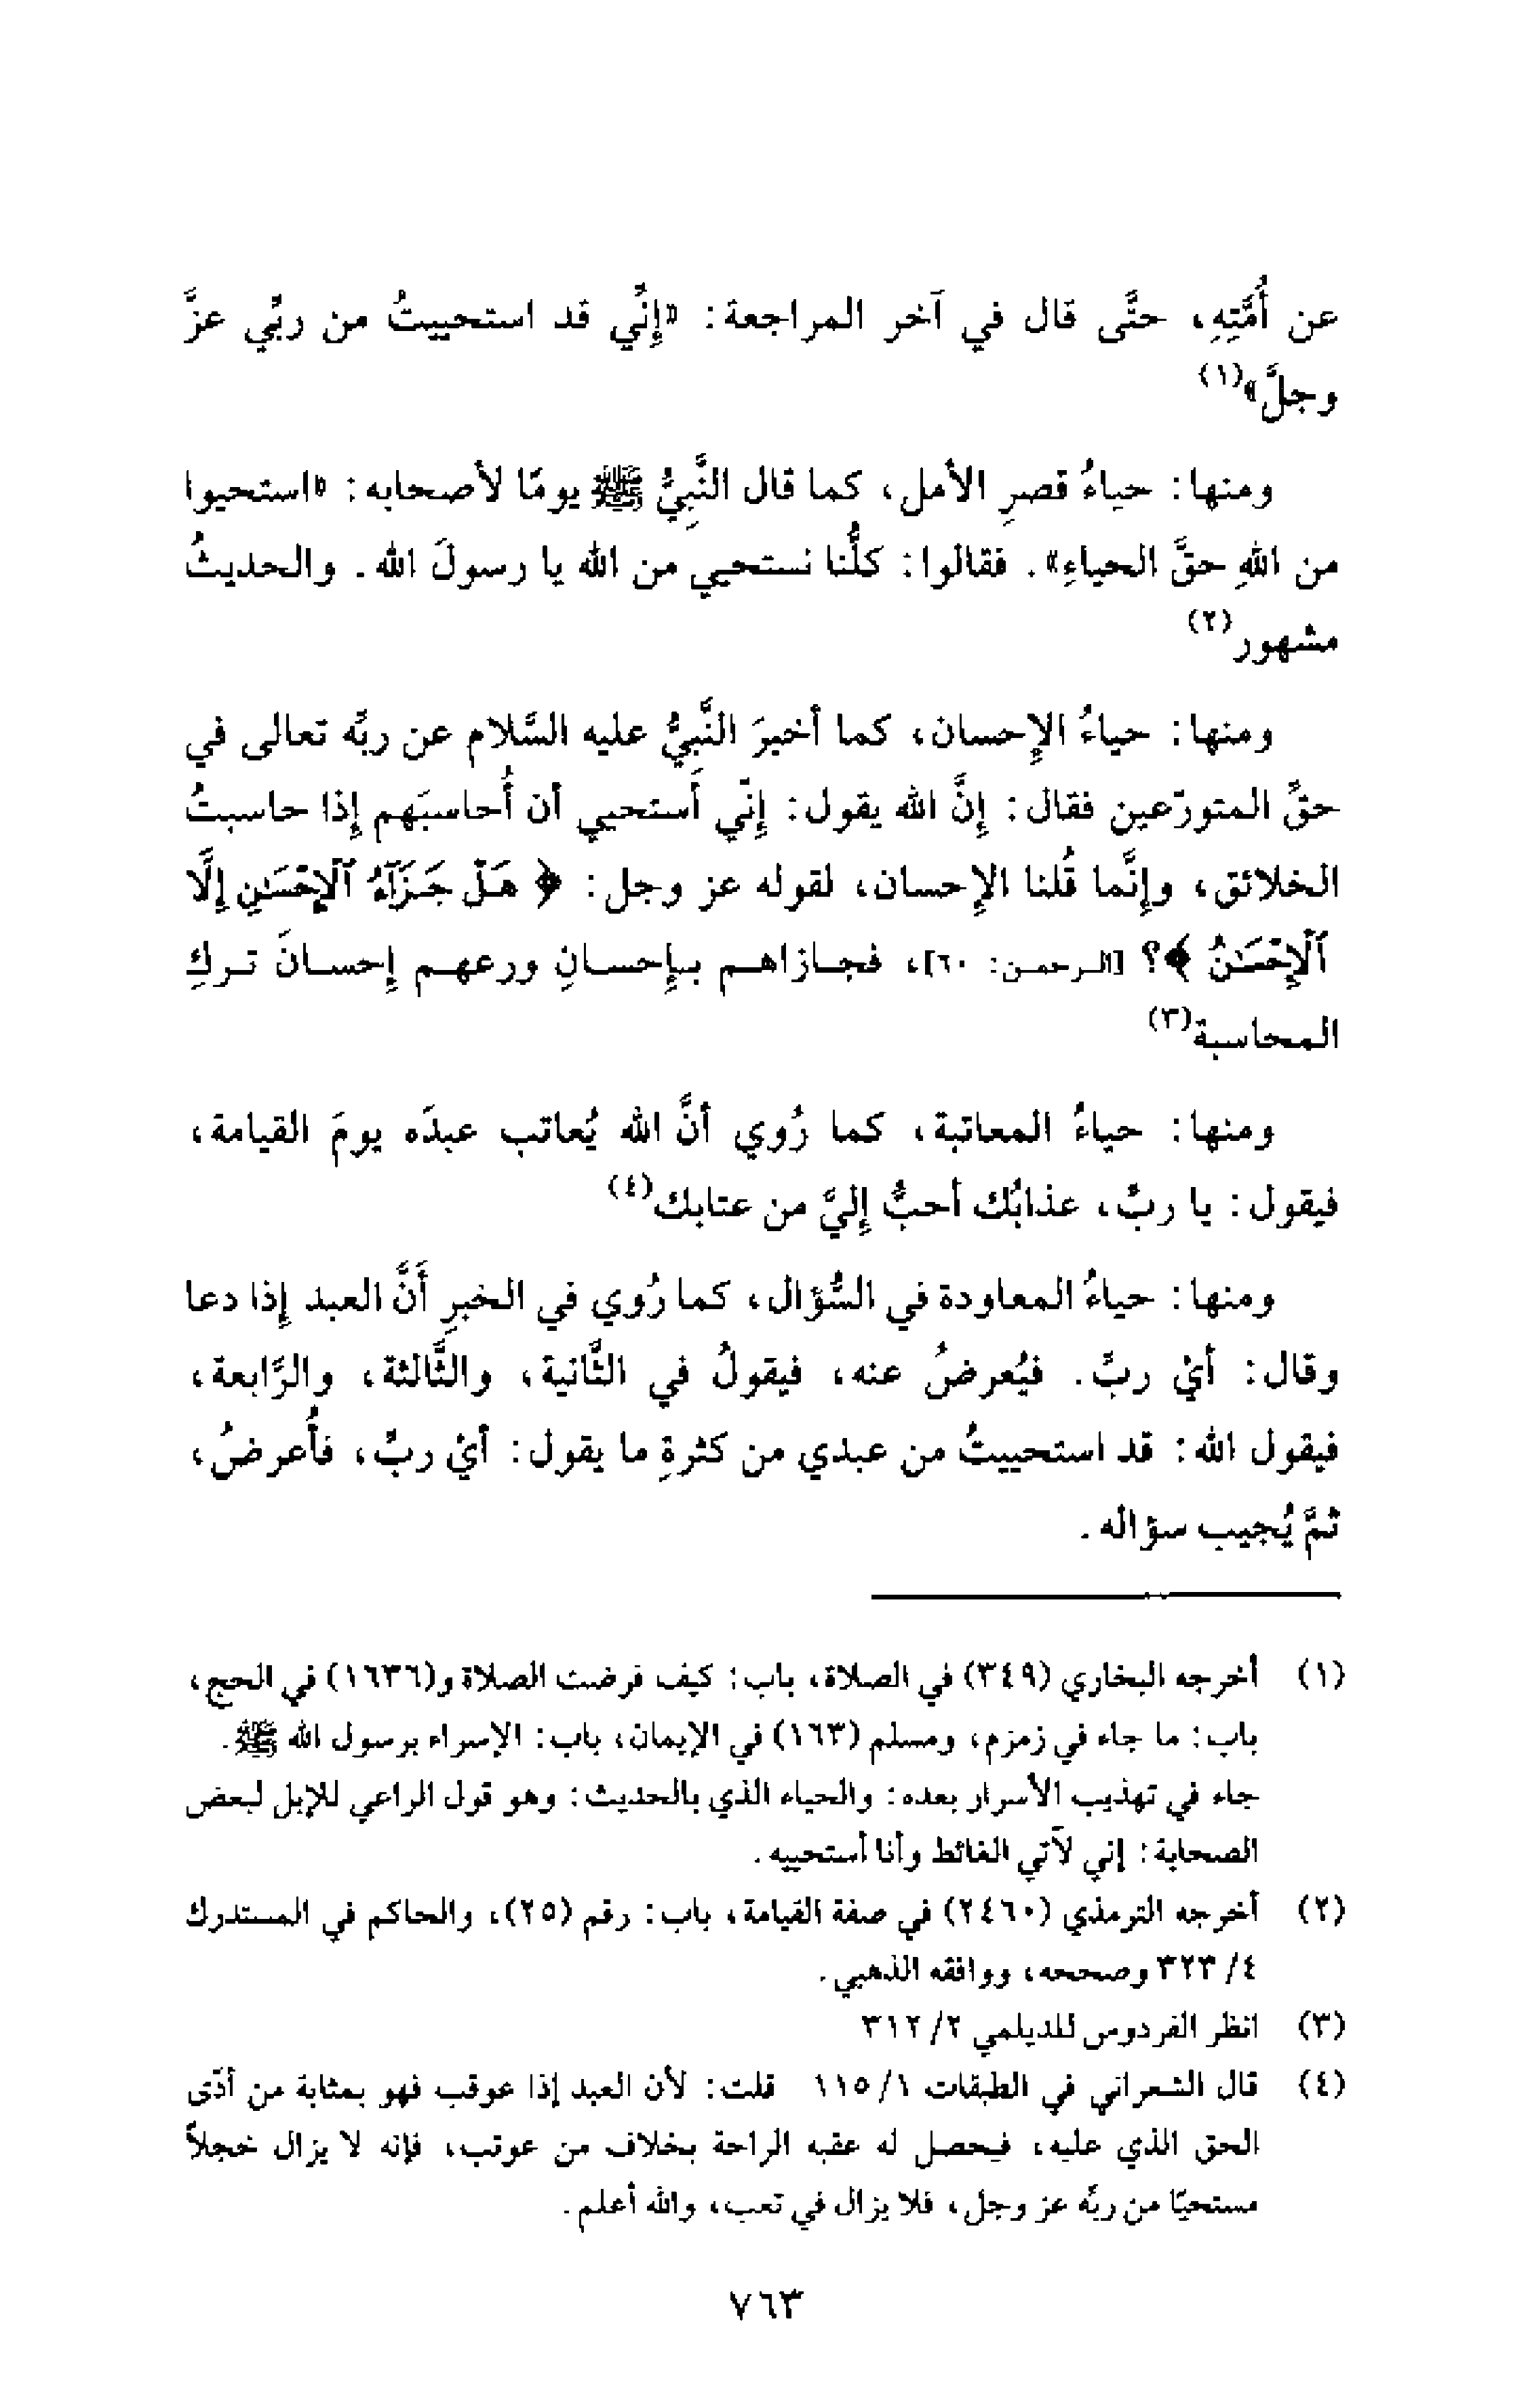 عن أُمَّتِهِ، حتَّى قال في آخر المراجعة: «إنِّي قد استحييتُ من ربِّي عزَّ
وجلَّ»(١)
ومنها: حياءُ قصرِ الأمل، كما قال النَّبِيُّ ﷺ يومًا لأصحابه: «استحيوا
من اللهِ حقَّ الحياءِ». فقالوا: كلُّنا نستحيي من الله يا رسولَ الله. والحديثُ
مشهور(٢)
ومنها: حياءُ الإحسان، كما أخبرَ النَّبِيُّ عليه السَّلام عن ربِّه تعالى في
حقِّ المتورّعين فقال: إنَّ الله يقول: إنّي أَستحيي أن أُحاسبَهم إذا حاسبتُ
الخلائق، وإنَّما قُلنا الإحسان، لقوله عز وجل: ﴿ هَلْ جَزَآءُ ٱلْإِحْسَٰنِ إِلَّا
ٱلْإِحْسَٰنُ ﴾؟ [الرحمن: ٦٠]، فجازاهم بإحسانِ ورعهم إحسانَ تركِ
المحاسبة(٣)
ومنها: حياءُ المعاتبة، كما رُوي أنَّ الله يُعاتب عبدَه يومَ القيامة،
فيقول: يا ربِّ، عذابُك أحبُّ إليَّ من عتابك(٤)
ومنها: حياءُ المعاودة في السُّؤال، كما رُوي في الخبرِ أَنَّ العبد إذا دعا
وقال: أيْ ربِّ. فيُعرضُ عنه، فيقولُ في الثَّانية، والثَّالثة، والرَّابعة،
فيقول الله: قد استحييتُ من عبدي من كثرةِ ما يقول: أيْ ربِّ، فأُعرضُ،
ثمَّ يُجيب سؤاله.
(١) أخرجه البخاري (٣٤٩) في الصلاة، باب: كيف فرضت الصلاة و(١٦٣٦) في الحج،
باب: ما جاء في زمزم، ومسلم (١٦٣) في الإيمان، باب: الإسراء برسول الله ﷺ.
جاء في تهذيب الأسرار بعده: والحياء الذي بالحديث: وهو قول الراعي للإبل لبعض
الصحابة: إني لآتي الغائط وأنا أستحييه.
(٢) أخرجه الترمذي (٢٤٦٠) في صفة القيامة، باب: رقم (٢٥)، والحاكم في المستدرك
٤/ ٣٢٣ وصححه، ووافقه الذهبي.
(٣) انظر الفردوس للديلمي ٢/ ٣١٢
(٤) قال الشعراني في الطبقات ١/ ١١٥ قلت: لأن العبد إذا عوقب فهو بمثابة من أدّى
الحق الذي عليه، فيحصل له عقبه الراحة بخلاف من عوتب، فإنه لا يزال خجلاً
مستحيًا من ربِّه عز وجل، فلا يزال في تعب، والله أعلم.
٧٦٣